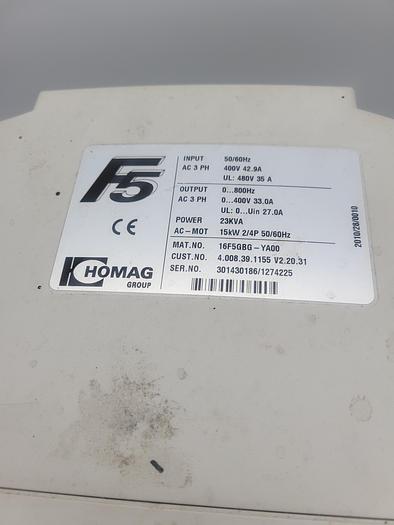 F5
CE
HOMAG
GROUP
INPUT 50/60Hz
AC 3 PH 400V 42.9A
UL: 480V 35 A
OUTPUT 0...800Hz
AC 3 PH 0...400V 33.0A
UL: 0...Uin 27.0A
POWER 23KVA
AC-MOT 15kW 2/4P 50/60Hz
MAT.NO. 16F5GBG-YA00
CUST.NO. 4.008.39.1155 V2.20.31
SER.NO. 301430186/1274225
2010/28/0010